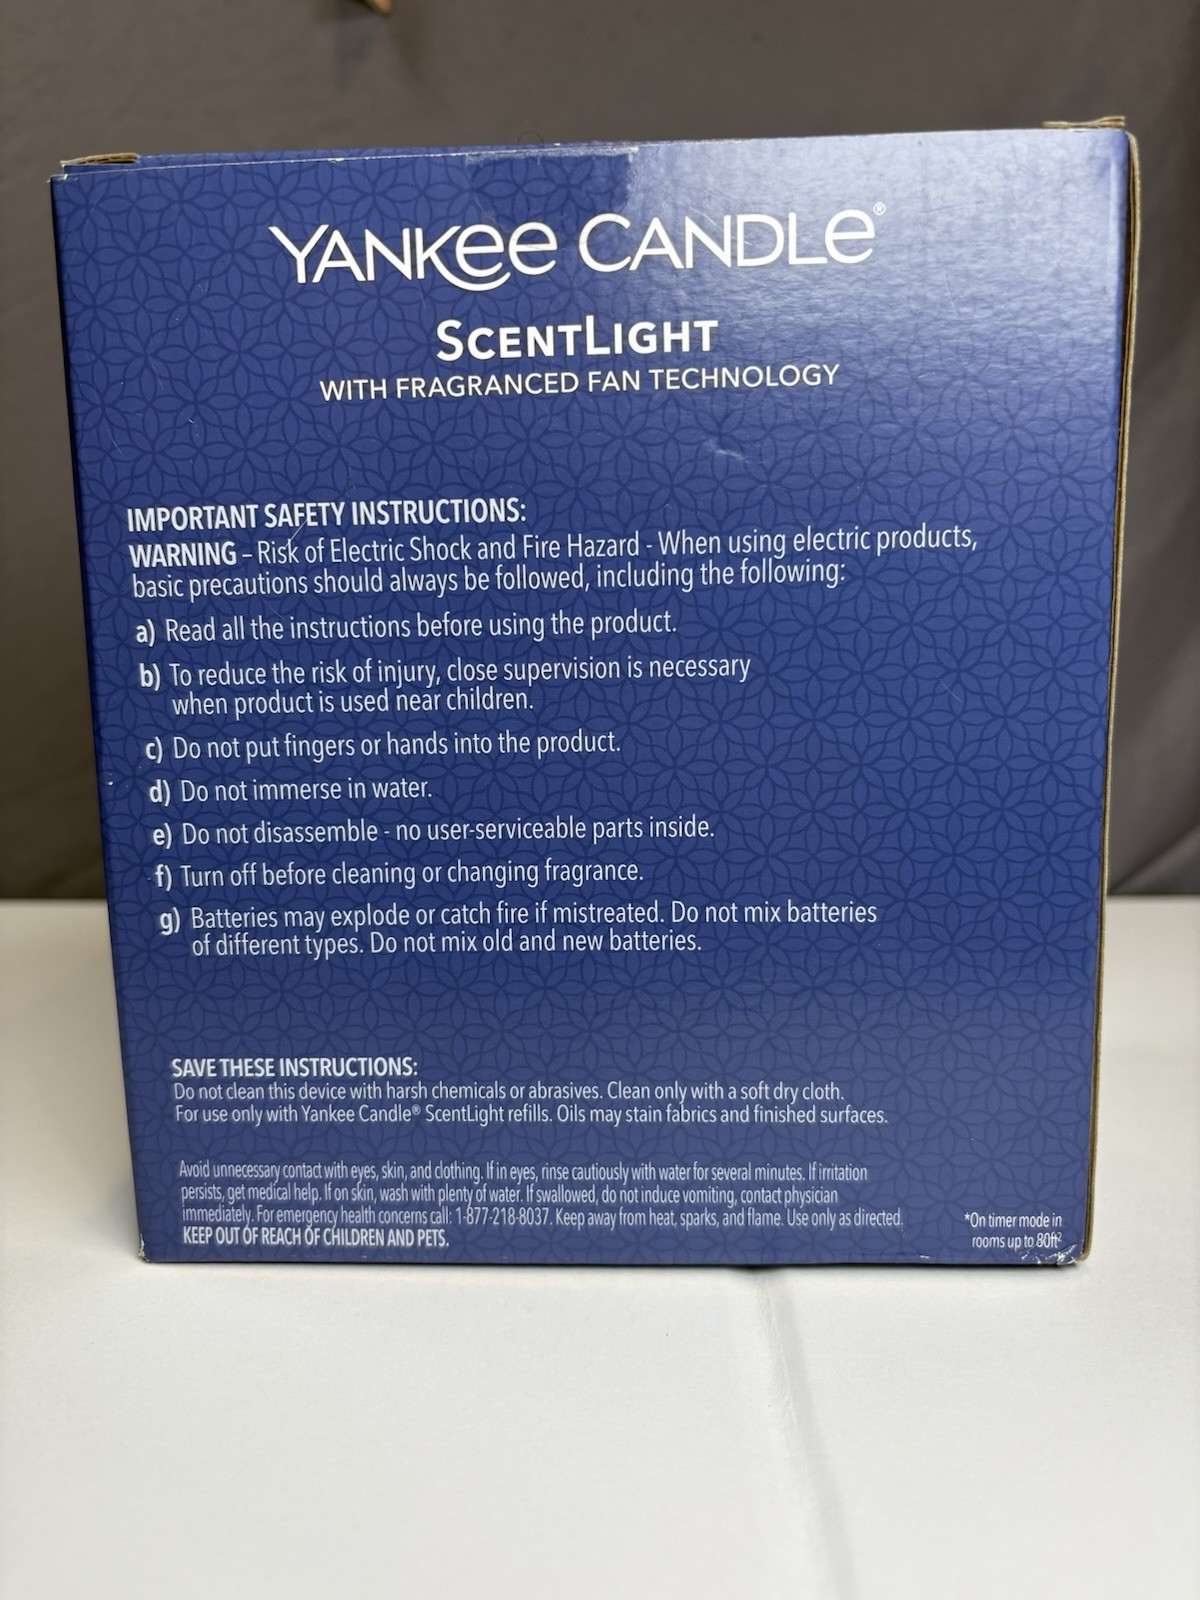 YANKEE CANDLE®
SCENTLIGHT
WITH FRAGRANCED FAN TECHNOLOGY
IMPORTANT SAFETY INSTRUCTIONS:
WARNING – Risk of Electric Shock and Fire Hazard - When using electric products,
basic precautions should always be followed, including the following:
a) Read all the instructions before using the product.
b) To reduce the risk of injury, close supervision is necessary
when product is used near children.
c) Do not put fingers or hands into the product.
d) Do not immerse in water.
e) Do not disassemble - no user-serviceable parts inside.
f) Turn off before cleaning or changing fragrance.
g) Batteries may explode or catch fire if mistreated. Do not mix batteries
of different types. Do not mix old and new batteries.
SAVE THESE INSTRUCTIONS:
Do not clean this device with harsh chemicals or abrasives. Clean only with a soft dry cloth.
For use only with Yankee Candle® ScentLight refills. Oils may stain fabrics and finished surfaces.
Avoid unnecessary contact with eyes, skin, and clothing. If in eyes, rinse cautiously with water for several minutes. If irritation
persists, get medical help. If on skin, wash with plenty of water. If swallowed, do not induce vomiting, contact physician
immediately. For emergency health concerns call: 1-877-218-8037. Keep away from heat, sparks, and flame. Use only as directed.
KEEP OUT OF REACH OF CHILDREN AND PETS.
*On timer mode in
rooms up to 80ft²